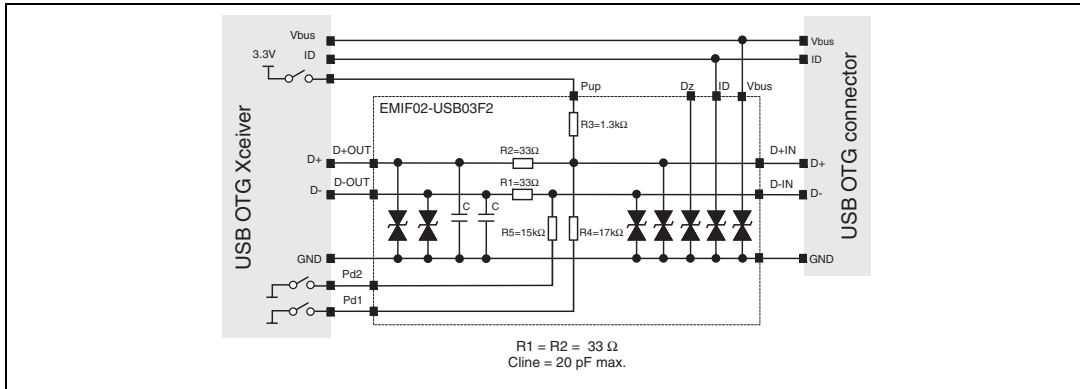 Vbus
ID
3.3V
Vbus
ID
Pup
Dz
ID
Vbus
EMIF02-USB03F2
R3=1.3kΩ
USB OTG Xceiver
D+
D+OUT
R2=33Ω
D+IN
D+
D-
D-OUT
R1=33Ω
D-IN
D-
C
C
R5=15kΩ
R4=17kΩ
GND
GND
Pd2
Pd1
USB OTG connector
R1 = R2 = 33 Ω
Cline = 20 pF max.